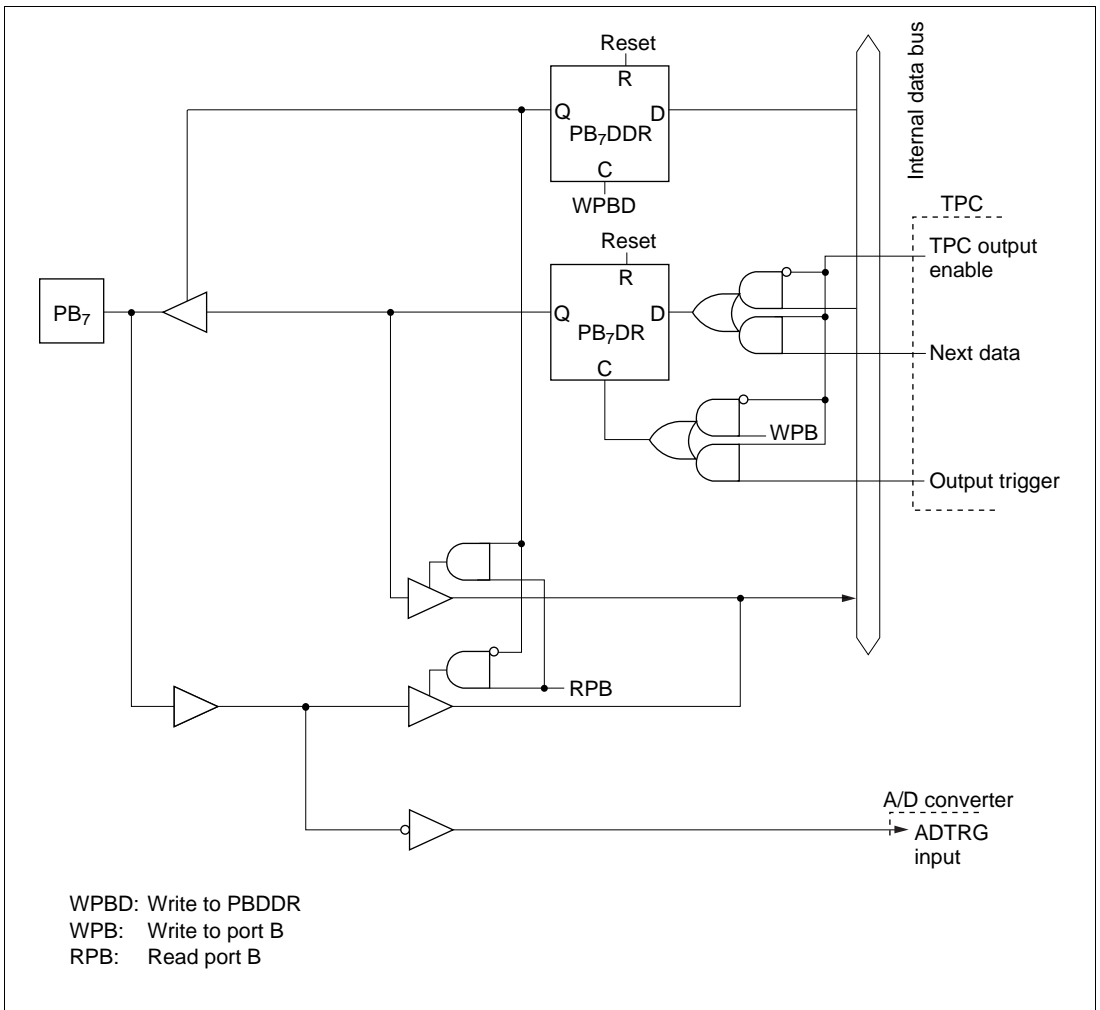 Reset
R
Q
D
PB7DDR
C
WPBD
Internal data bus
TPC
TPC output
enable
Reset
R
PB7
Q
D
PB7DR
C
Next data
WPB
Output trigger
RPB
A/D converter
ADTRG
input
WPBD: Write to PBDDR
WPB: Write to port B
RPB: Read port B